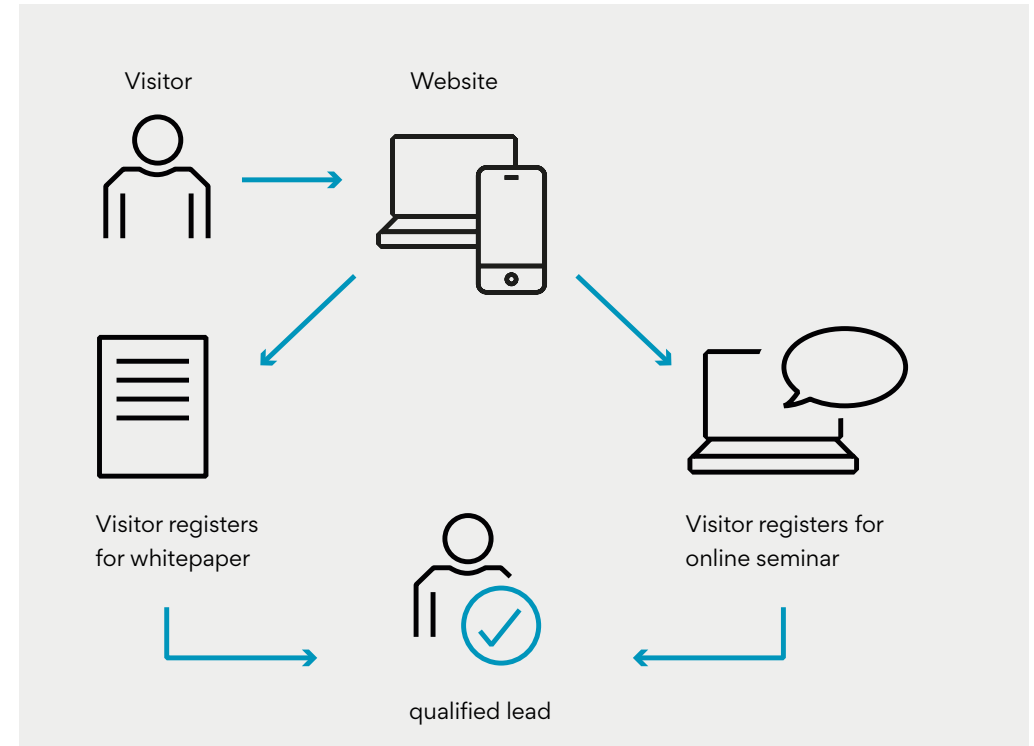 Visitor
Website
Visitor registers
for whitepaper
Visitor registers for
online seminar
qualified lead